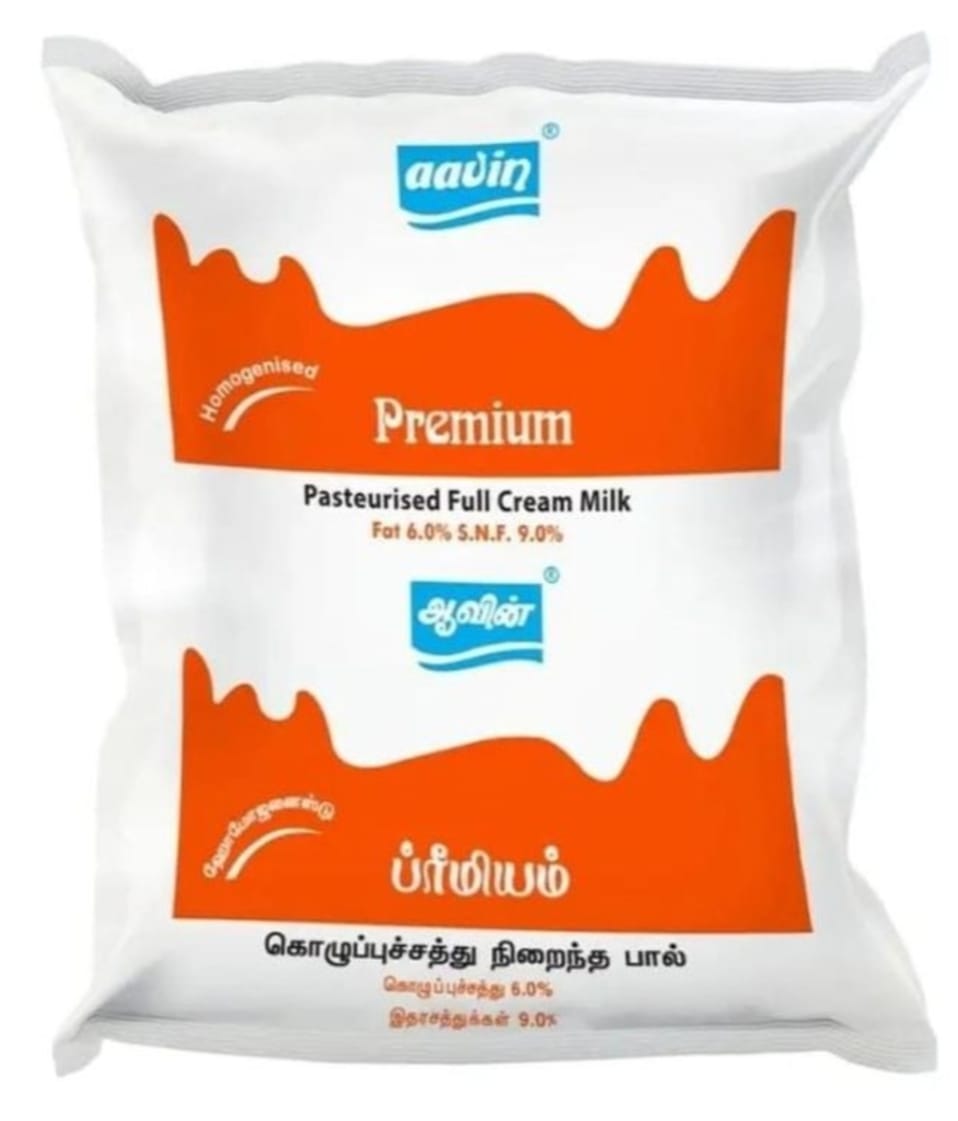 aavin ®
Homogenised
Premium
Pasteurised Full Cream Milk
Fat 6.0% S.N.F. 9.0%
ஆவின் ®
ஹோமோஜனைஸ்டு
ப்ரீமியம்
கொழுப்புச்சத்து நிறைந்த பால்
கொழுப்புச்சத்து 6.0%
இதரசத்துக்கள் 9.0%